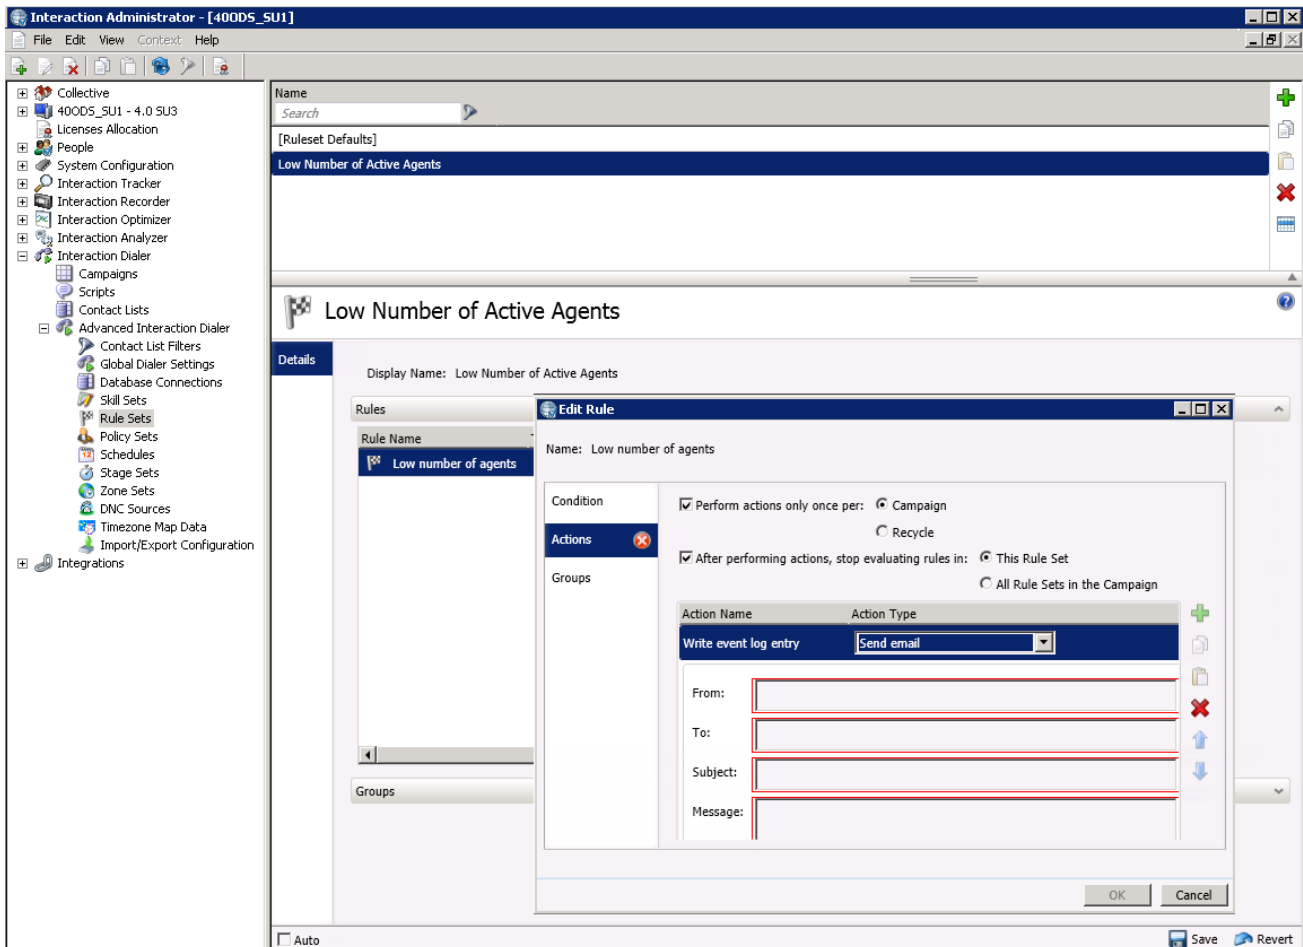 Interaction Administrator - [40ODS_SU1]
File Edit View Context Help
Collective
40ODS_SU1 - 4.0 SU3
Licenses Allocation
People
System Configuration
Interaction Tracker
Interaction Recorder
Interaction Optimizer
Interaction Analyzer
Interaction Dialer
Campaigns
Scripts
Contact Lists
Advanced Interaction Dialer
Contact List Filters
Global Dialer Settings
Database Connections
Skill Sets
Rule Sets
Policy Sets
Schedules
Stage Sets
Zone Sets
DNC Sources
Timezone Map Data
Import/Export Configuration
Integrations
Name
Search
[Ruleset Defaults]
Low Number of Active Agents
Low Number of Active Agents
Details
Display Name: Low Number of Active Agents
Rules
Rule Name
Low number of agents
Groups
Edit Rule
Name: Low number of agents
Condition
Actions
Groups
Perform actions only once per: Campaign
Recycle
After performing actions, stop evaluating rules in: This Rule Set
All Rule Sets in the Campaign
Action Name Action Type
Write event log entry Send email
From:
To:
Subject:
Message:
OK Cancel
Auto
Save Revert